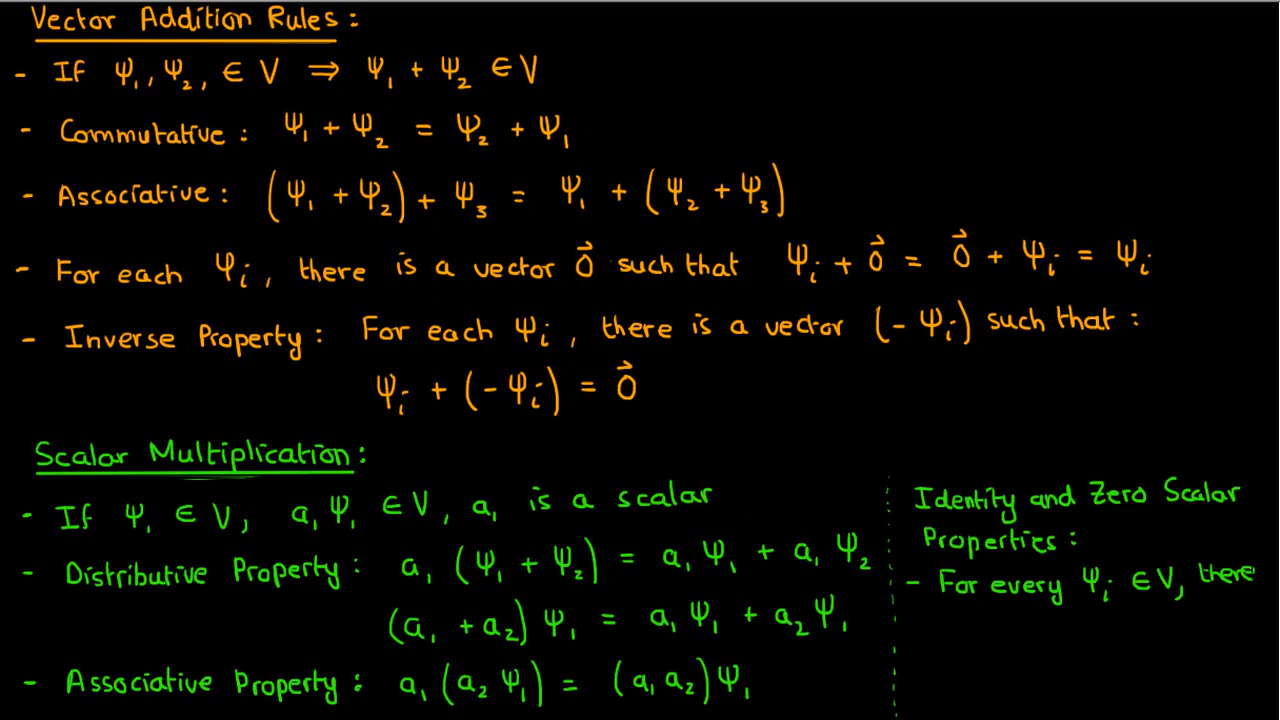 Vector Addition Rules :
- If Ψ₁, Ψ₂, ∈ V ⇒ Ψ₁ + Ψ₂ ∈ V
- Commutative : Ψ₁ + Ψ₂ = Ψ₂ + Ψ₁
- Associative : (Ψ₁ + Ψ₂) + Ψ₃ = Ψ₁ + (Ψ₂ + Ψ₃)
- For each Ψᵢ, there is a vector 0⃗ such that Ψᵢ + 0⃗ = 0⃗ + Ψᵢ = Ψᵢ
- Inverse Property : For each Ψᵢ, there is a vector (- Ψᵢ) such that :
Ψᵢ + (- Ψᵢ) = 0⃗
Scalar Multiplication :
- If Ψ₁ ∈ V, a₁Ψ₁ ∈ V, a₁ is a scalar
- Distributive Property : a₁ (Ψ₁ + Ψ₂) = a₁Ψ₁ + a₁Ψ₂
(a₁ + a₂) Ψ₁ = a₁Ψ₁ + a₂Ψ₁
- Associative Property : a₁ (a₂ Ψ₁) = (a₁ a₂) Ψ₁
Identity and Zero Scalar
Properties :
- For every Ψᵢ ∈ V, there